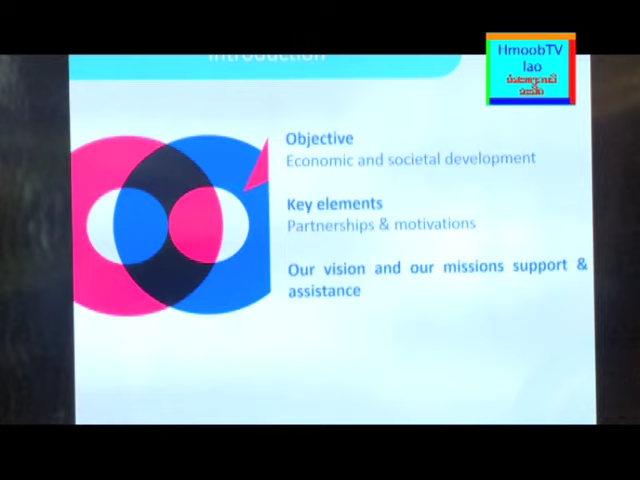 Introduction
HmoobTV
lao
Objective
Economic and societal development
Key elements
Partnerships & motivations
Our vision and our missions support &
assistance